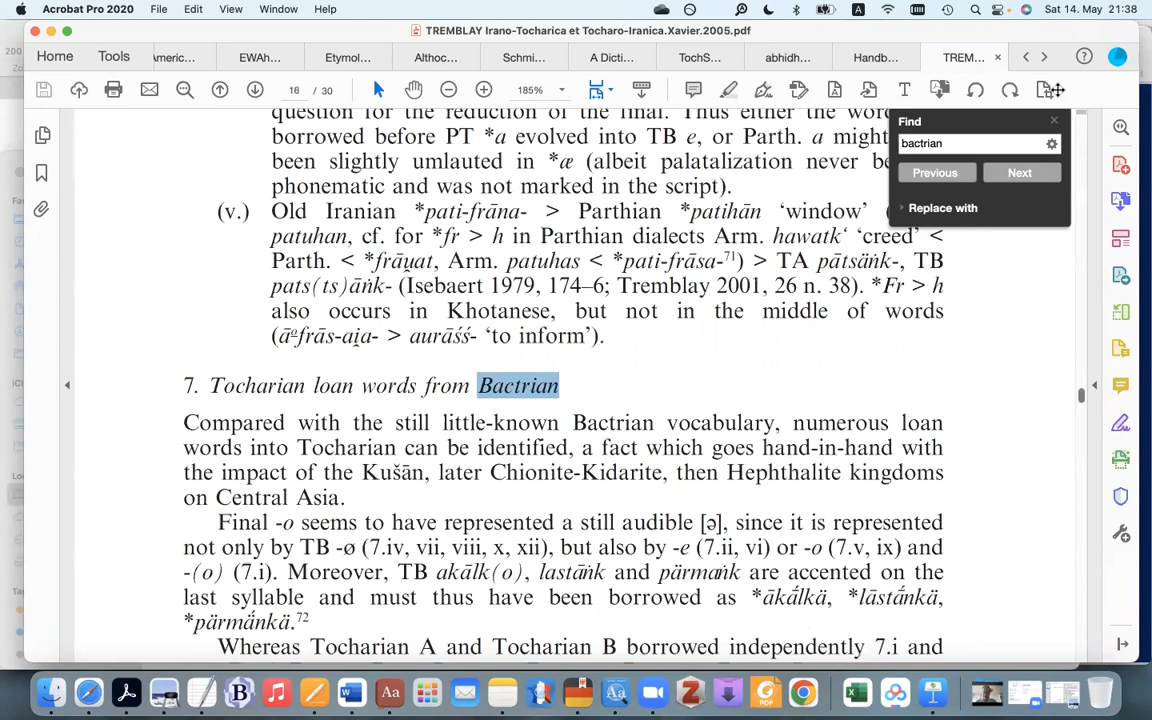 Acrobat Pro 2020 File Edit View Window Help
Sat 14. May 21:38
TREMBLAY Irano-Tocharica et Tocharo-Iranica.Xavier.2005.pdf
Home Tools americ... EWAh... Etymol... Althoc... Schmi... A Dicti... TochS... abhidh... Handb... TREM...
16 / 30 185%
Find
bactrian
Previous Next
Replace with
question for the reduction of the final. Thus either the wor
borrowed before PT *a evolved into TB e, or Parth. a might
been slightly umlauted in *æ (albeit palatalization never be
phonematic and was not marked in the script).
(v.) Old Iranian *pati-frāna- > Parthian *patihān ‘window’
patuhan, cf. for *fr > h in Parthian dialects Arm. hawatk‘ ‘creed’ <
Parth. < *frāu̯at, Arm. patuhas < *pati-frāsa-71) > TA pātsäṅk-, TB
pats(ts)āṅk- (Isebaert 1979, 174–6; Tremblay 2001, 26 n. 38). *Fr > h
also occurs in Khotanese, but not in the middle of words
(āºfrās-ai̯a- > aurāśś- ‘to inform’).
7. Tocharian loan words from Bactrian
Compared with the still little-known Bactrian vocabulary, numerous loan
words into Tocharian can be identified, a fact which goes hand-in-hand with
the impact of the Kušān, later Chionite-Kidarite, then Hephthalite kingdoms
on Central Asia.
Final -o seems to have represented a still audible [ə], since it is represented
not only by TB -ø (7.iv, vii, viii, x, xii), but also by -e (7.ii, vi) or -o (7.v, ix) and
-(o) (7.i). Moreover, TB akālk(o), lastāṅk and pärmaṅk are accented on the
last syllable and must thus have been borrowed as *ākā́lkä, *lāstā́nkä,
*pärmā́nkä.72
Whereas Tocharian A and Tocharian B borrowed independently 7.i and